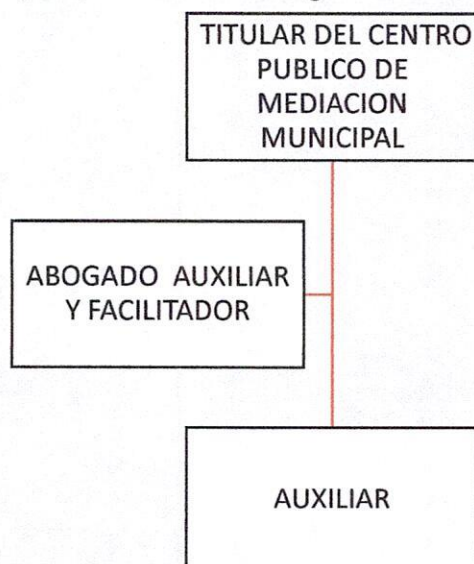 TITULAR DEL CENTRO
PUBLICO DE
MEDIACION
MUNICIPAL
ABOGADO AUXILIAR
Y FACILITADOR
AUXILIAR